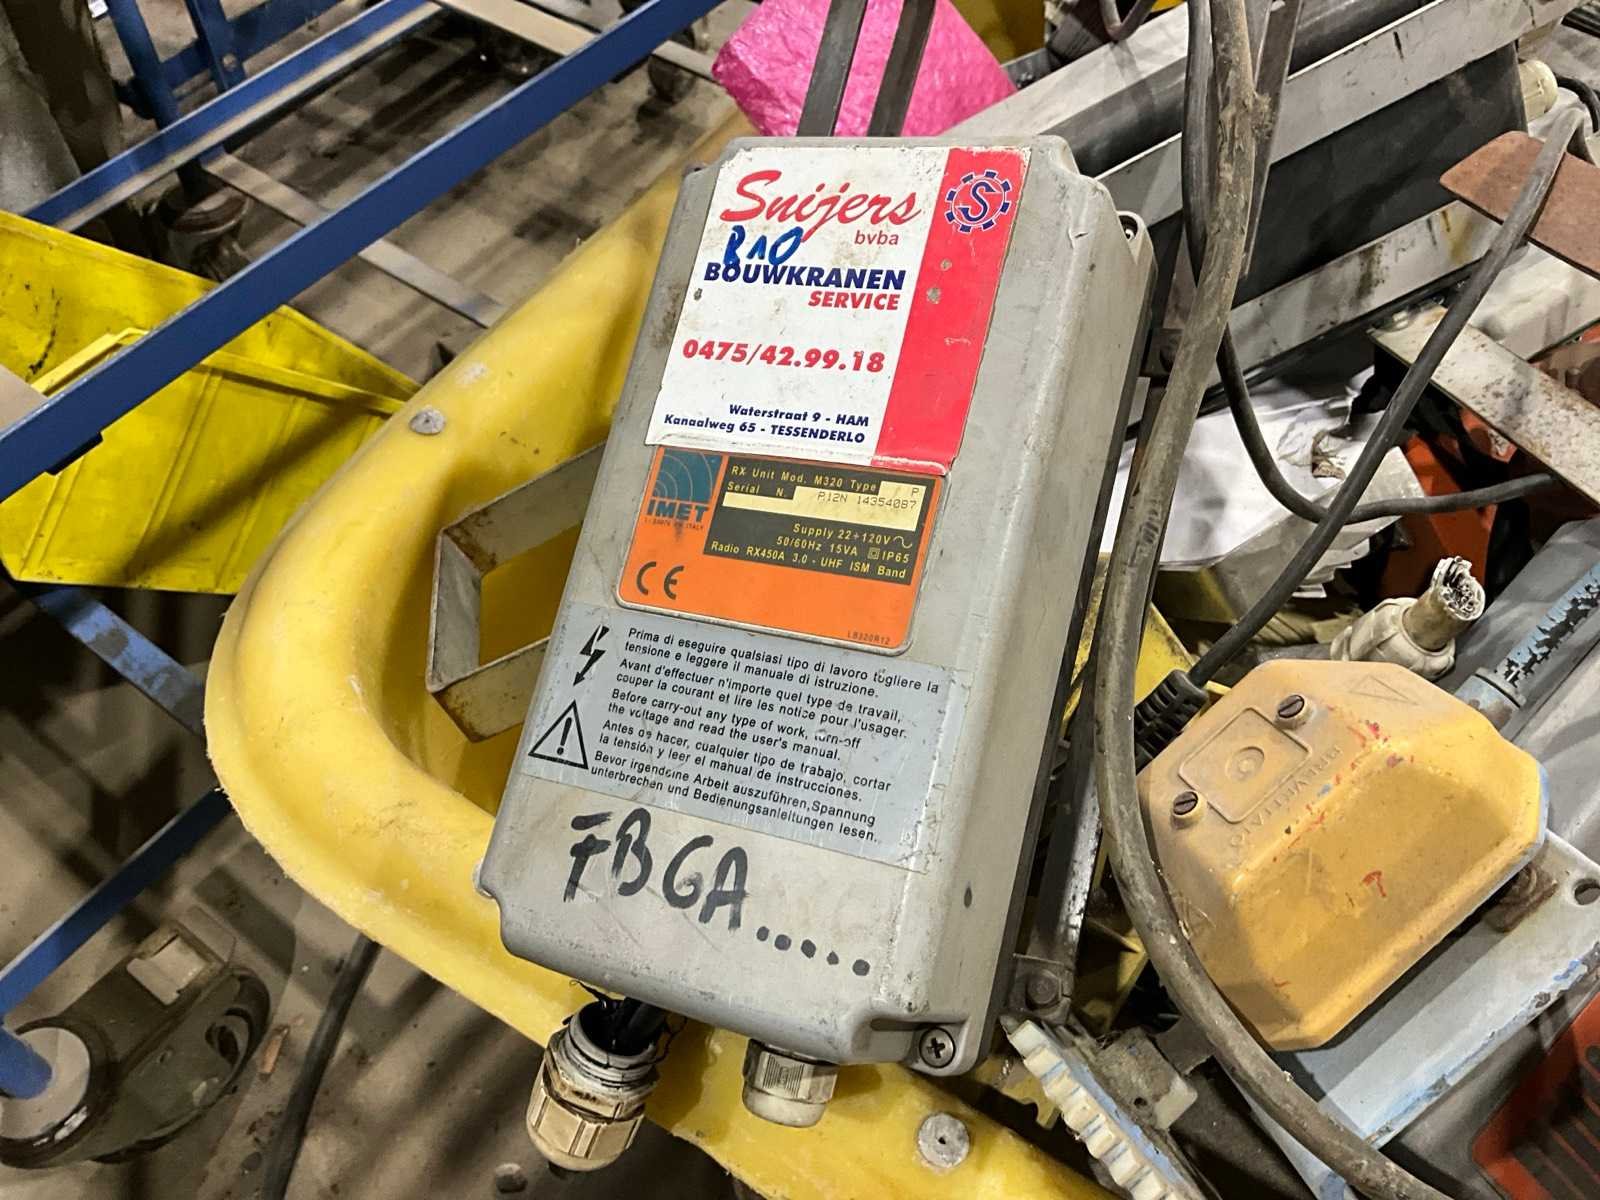 Snijers
S
bvba
BAO
BOUWKRANEN
SERVICE
0475/42.99.18
Waterstraat 9 - HAM
Kanaalweg 65 - TESSENDERLO
IMET
RX Unit Mod. M320 Type P
Serial N. P12N 14354087
Supply 22÷120V~
50/60Hz 15VA IP65
Radio RX450A 3.0 - UHF ISM Band
CE
LB320R12
Prima di eseguire qualsiasi tipo di lavoro togliere la
tensione e leggere il manuale di istruzione.
Avant d'effectuer n'importe quel type de travail,
couper la courant et lire les notice pour l'usager.
Before carry-out any type of work, turn-off
the voltage and read the user's manual.
Antes de hacer, cualquier tipo de trabajo, cortar
la tensión y leer el manual de instrucciones.
Bevor irgendeine Arbeit auszuführen,Spannung
unterbrechen und Bedienungsanleitungen lesen.
FBGA.....